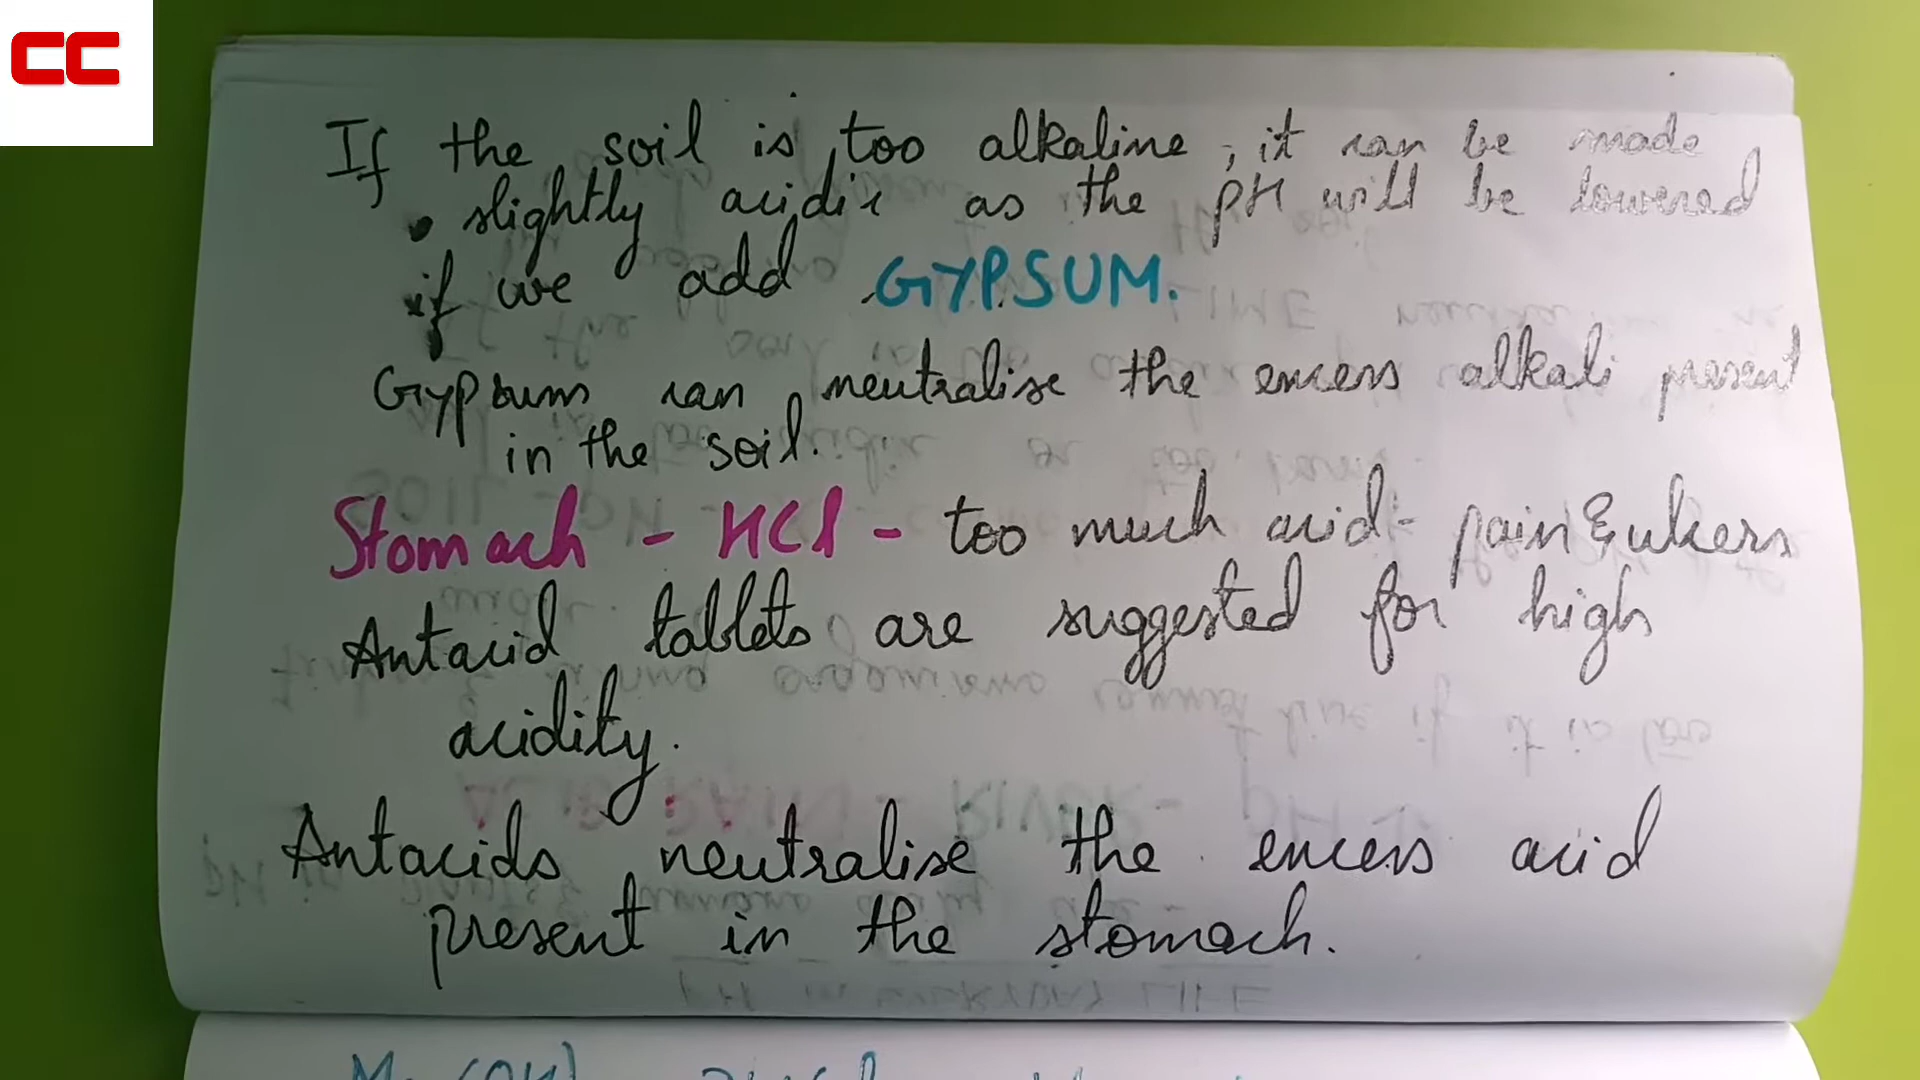 CC
If the soil is too alkaline, it can be made
slightly acidic as the pH will be lowered
if we add GYPSUM.
Gypsum can neutralise the excess alkali present
in the soil.
Stomach - HCl - too much acid - pain & ulcers
Antacid tablets are suggested for high
acidity.
Antacids neutralise the excess acid
present in the stomach.